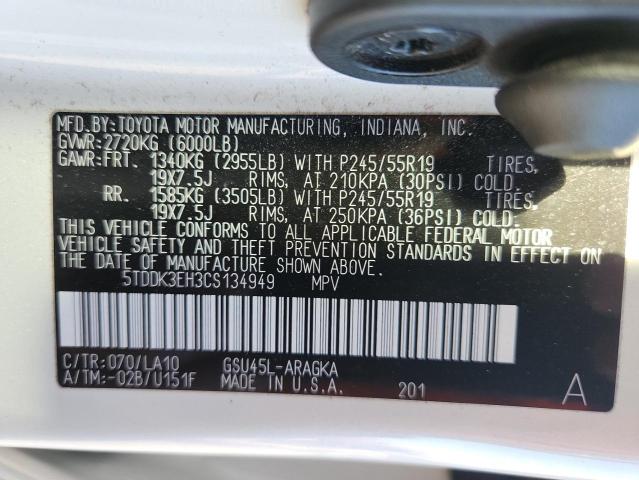 MFD.BY:TOYOTA MOTOR MANUFACTURING, INDIANA, INC.
GVWR:2720KG (6000LB)
GAWR:FRT. 1340KG (2955LB) WITH P245/55R19 TIRES,
19X7.5J RIMS, AT 210KPA (30PSI) COLD.
RR. 1585KG (3505LB) WITH P245/55R19 TIRES,
19X7.5J RIMS, AT 250KPA (36PSI) COLD.
THIS VEHICLE CONFORMS TO ALL APPLICABLE FEDERAL MOTOR
VEHICLE SAFETY AND THEFT PREVENTION STANDARDS IN EFFECT ON
THE DATE OF MANUFACTURE SHOWN ABOVE.
5TDDK3EH3CS134949 MPV
C/TR:070/LA10 GSU45L-ARAGKA
A/TM:-02B/U151F MADE IN U.S.A. 201 A